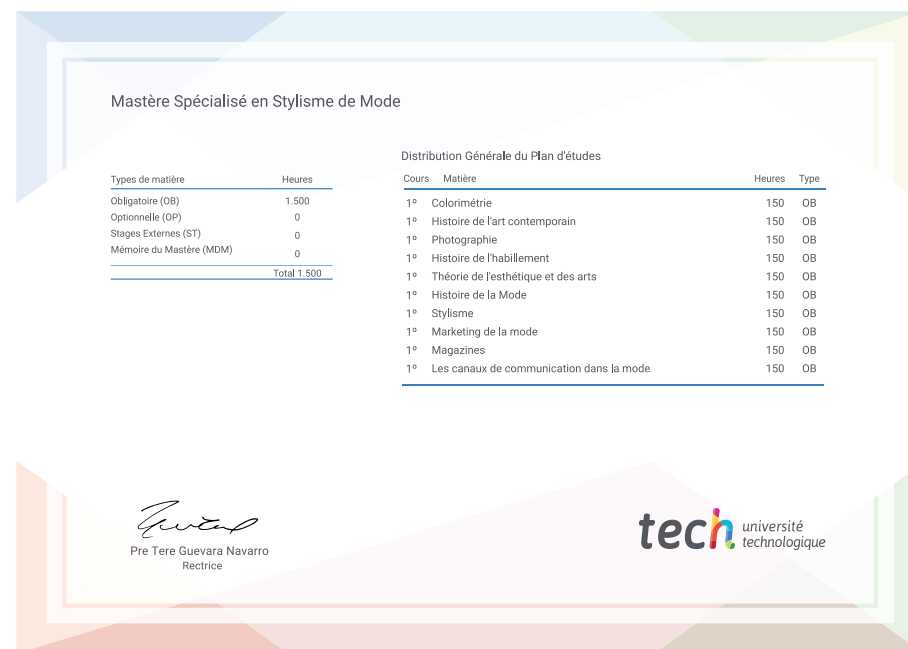 Mastère Spécialisé en Stylisme de Mode
Types de matière Heures
Obligatoire (OB) 1.500
Optionnelle (OP) 0
Stages Externes (ST) 0
Mémoire du Mastère (MDM) 0
Total 1.500
Distribution Générale du Plan d'études
Cours Matière Heures Type
1º Colorimétrie 150 OB
1º Histoire de l'art contemporain 150 OB
1º Photographie 150 OB
1º Histoire de l'habillement 150 OB
1º Théorie de l'esthétique et des arts 150 OB
1º Histoire de la Mode 150 OB
1º Stylisme 150 OB
1º Marketing de la mode 150 OB
1º Magazines 150 OB
1º Les canaux de communication dans la mode 150 OB
Pre Tere Guevara Navarro
Rectrice
tech université
technologique